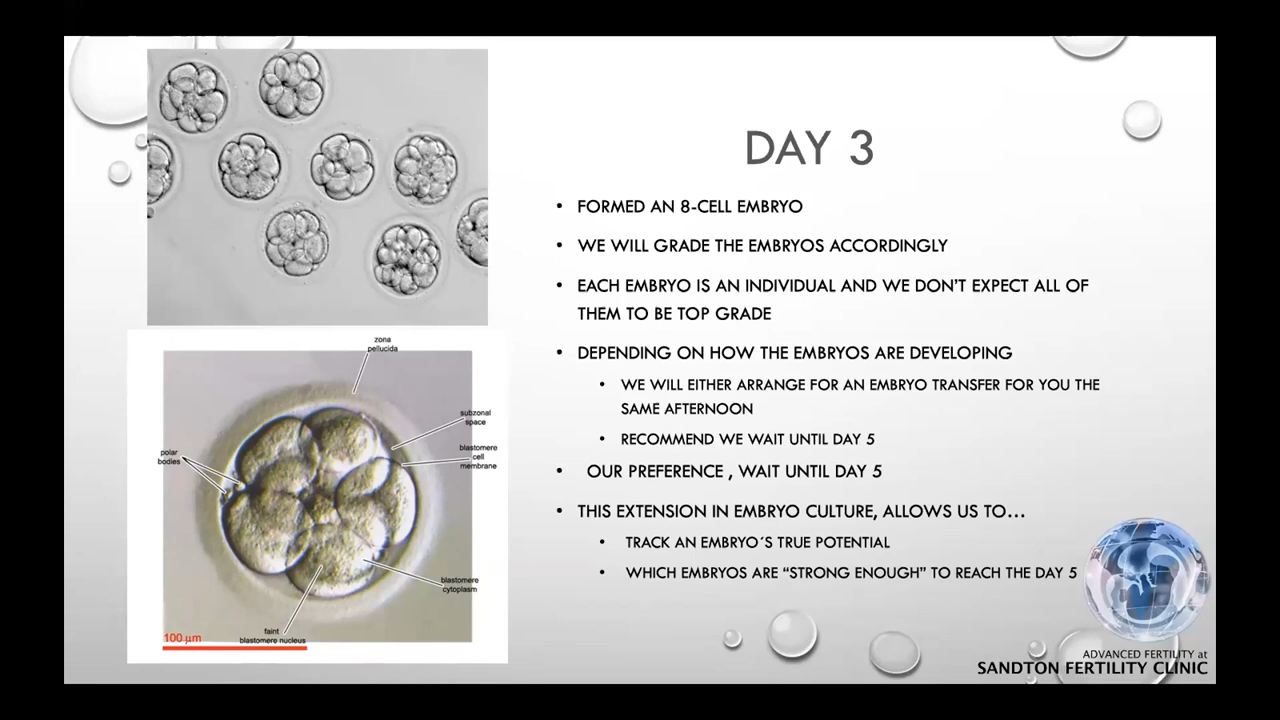 DAY 3
• FORMED AN 8-CELL EMBRYO
• WE WILL GRADE THE EMBRYOS ACCORDINGLY
• EACH EMBRYO IS AN INDIVIDUAL AND WE DON'T EXPECT ALL OF
THEM TO BE TOP GRADE
• DEPENDING ON HOW THE EMBRYOS ARE DEVELOPING
• WE WILL EITHER ARRANGE FOR AN EMBRYO TRANSFER FOR YOU THE
SAME AFTERNOON
• RECOMMEND WE WAIT UNTIL DAY 5
• OUR PREFERENCE , WAIT UNTIL DAY 5
• THIS EXTENSION IN EMBRYO CULTURE, ALLOWS US TO...
• TRACK AN EMBRYO´S TRUE POTENTIAL
• WHICH EMBRYOS ARE “STRONG ENOUGH” TO REACH THE DAY 5
zona
pellucida
subzonal
space
blastomere
cell
membrane
polar
bodies
blastomere
cytoplasm
faint
blastomere nucleus
100 µm
ADVANCED FERTILITY at
SANDTON FERTILITY CLINIC